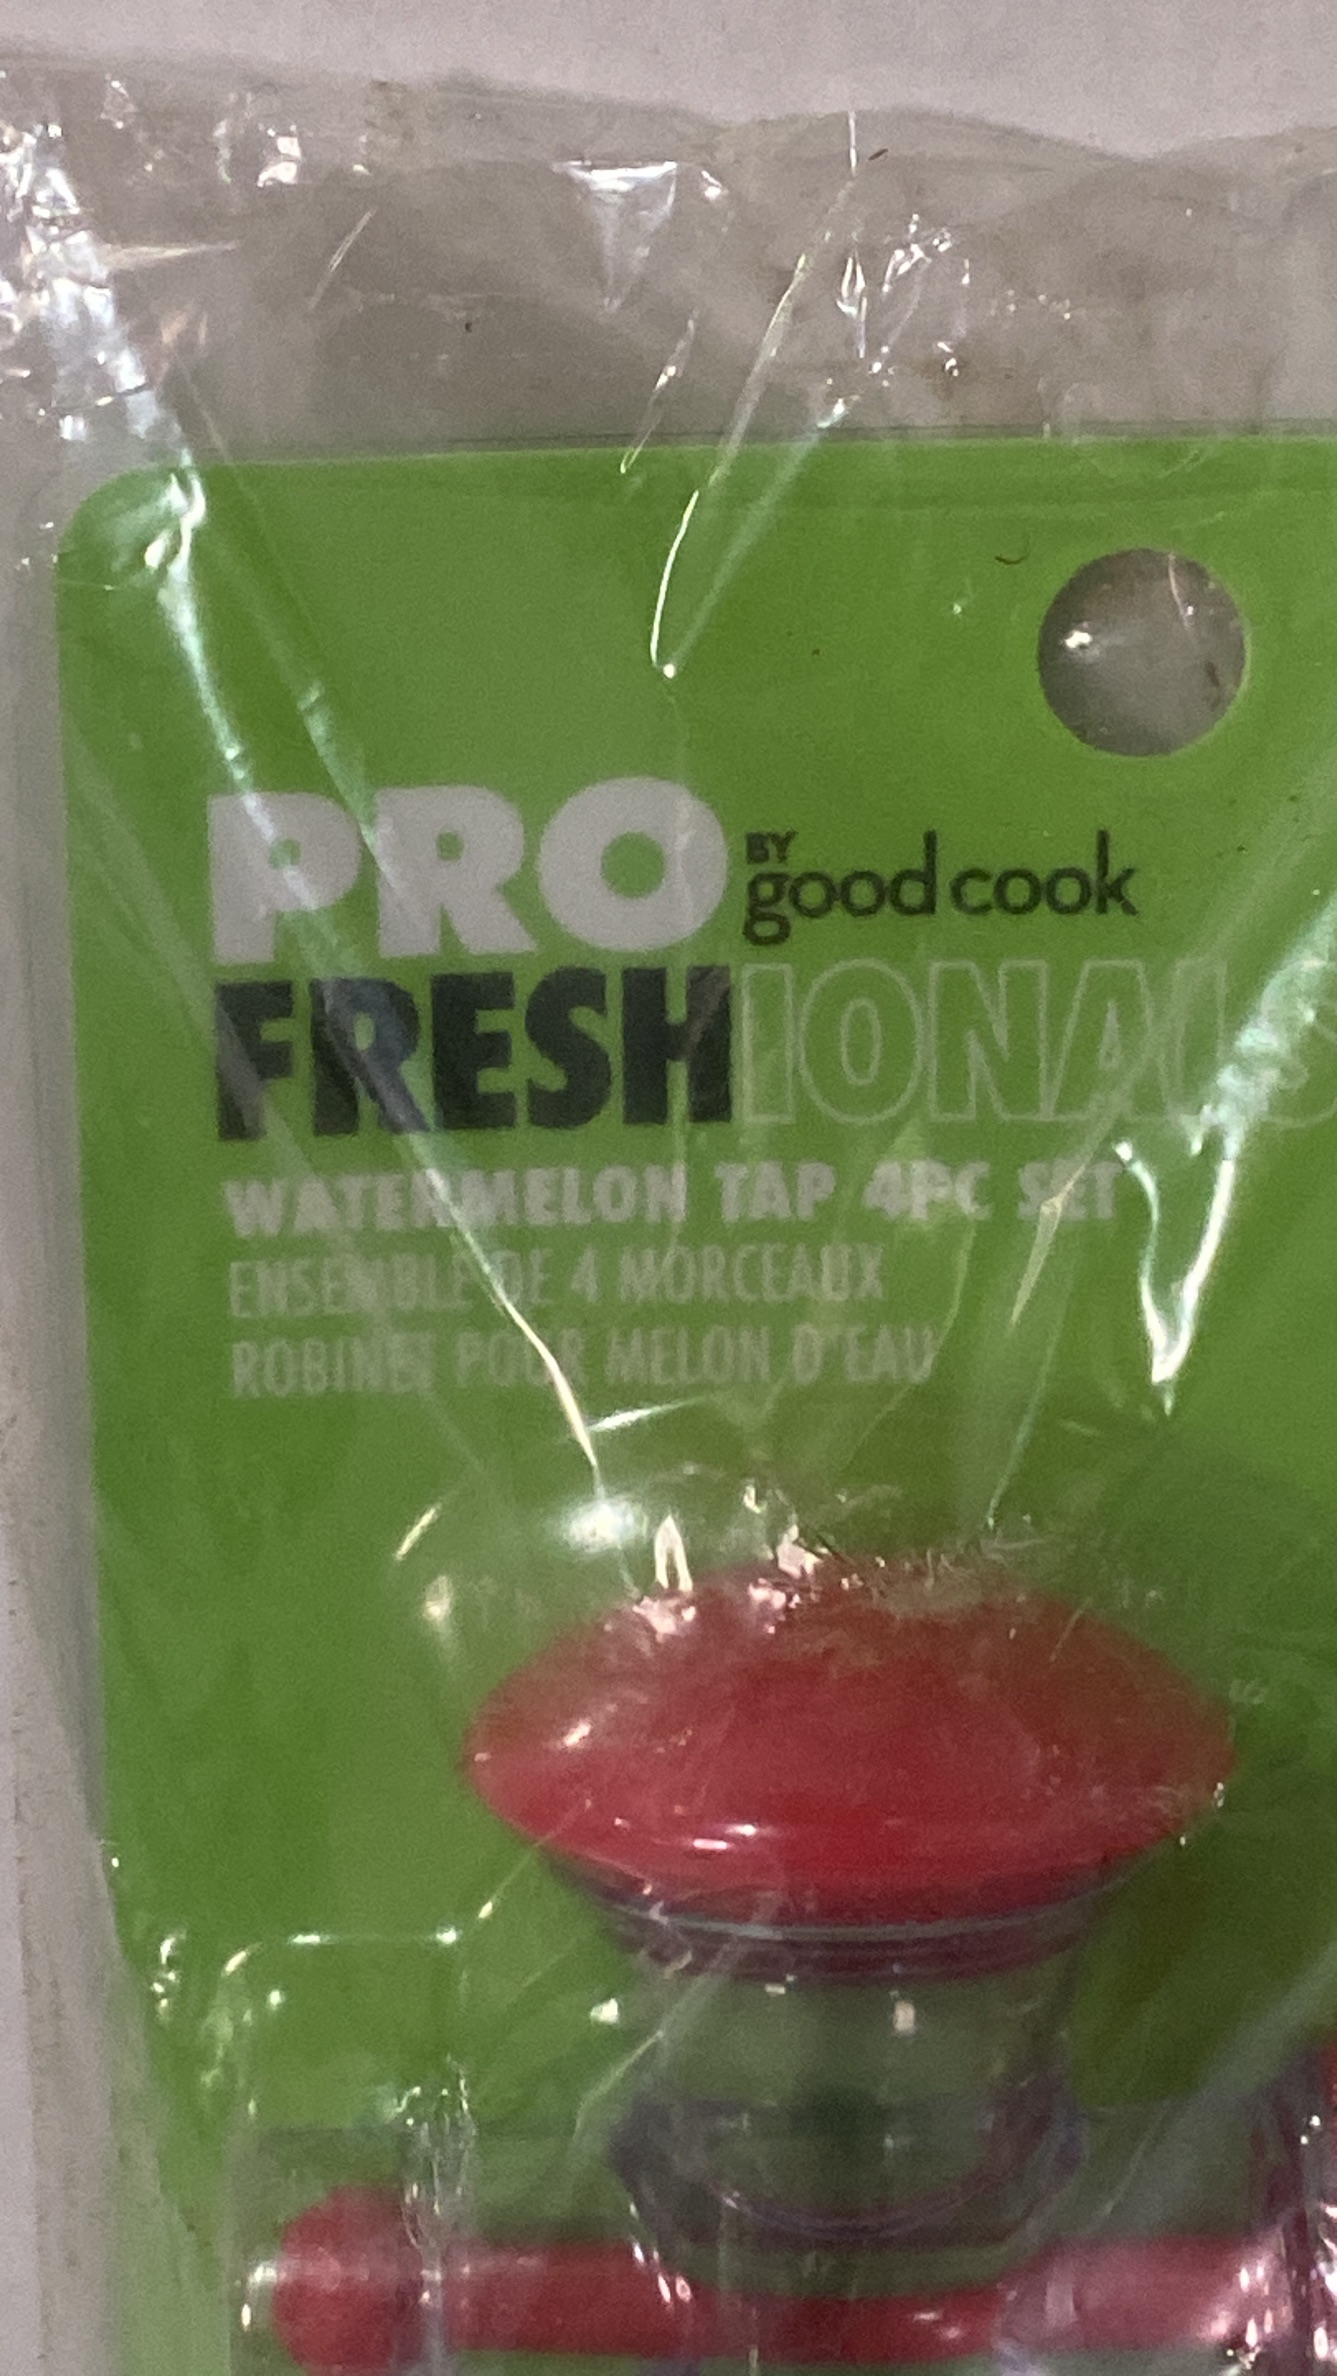 PRO BY good cook
FRESHIONALS
WATERMELON TAP 4PC SET
ENSEMBLE DE 4 MORCEAUX
ROBINET POUR MELON D'EAU